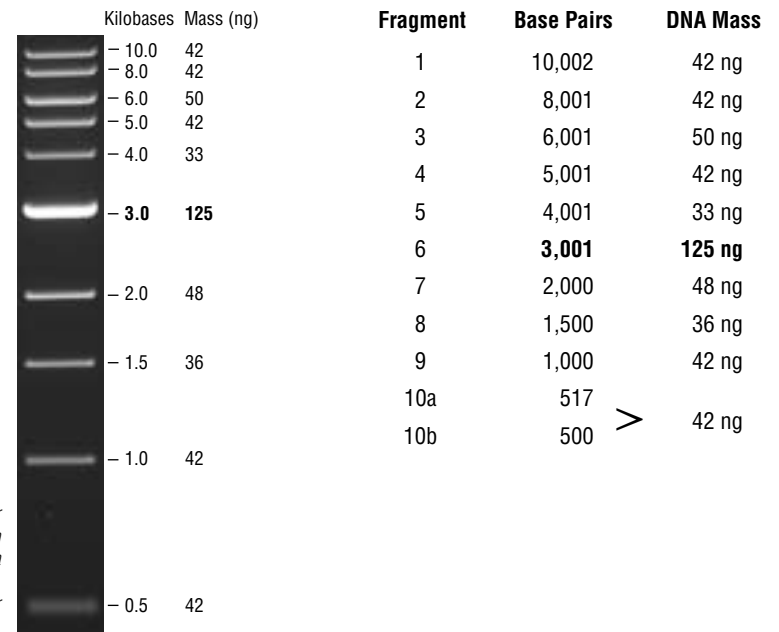 Kilobases Mass (ng)
10.0 42
8.0 42
6.0 50
5.0 42
4.0 33
3.0 125
2.0 48
1.5 36
1.0 42
0.5 42
Fragment Base Pairs DNA Mass
1 10,002 42 ng
2 8,001 42 ng
3 6,001 50 ng
4 5,001 42 ng
5 4,001 33 ng
6 3,001 125 ng
7 2,000 48 ng
8 1,500 36 ng
9 1,000 42 ng
10a 517
> 42 ng
10b 500